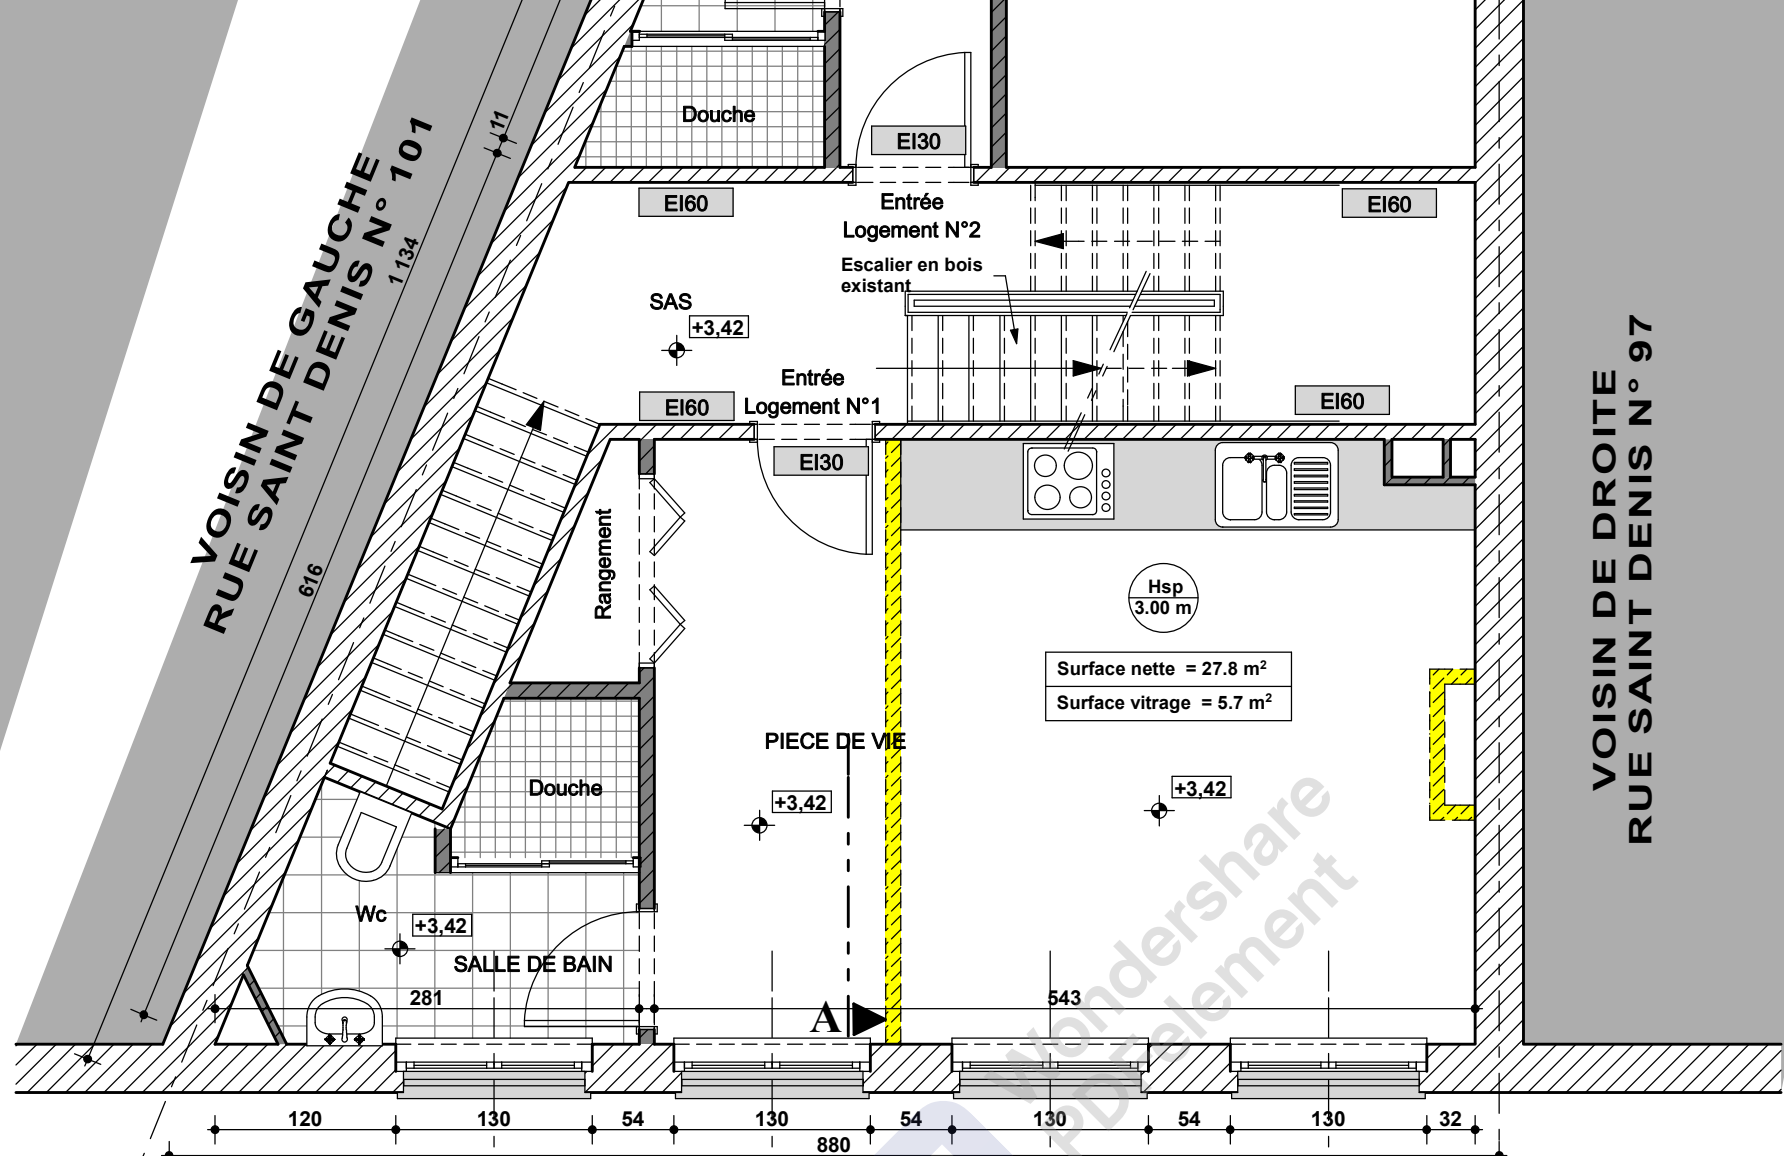 Douche
EI30
11
VOISIN DE GAUCHE
RUE SAINT DENIS N° 101
1 134
616
EI60
Entrée
Logement N°2
EI60
Escalier en bois
existant
SAS
+3,42
Entrée
Logement N°1
EI60
EI60
EI30
VOISIN DE DROITE
RUE SAINT DENIS N° 97
Rangement
Hsp
3.00 m
Surface nette = 27.8 m²
Surface vitrage = 5.7 m²
PIECE DE VIE
Douche
+3,42
+3,42
Wc
+3,42
SALLE DE BAIN
281
A
543
Wondershare
PDFelement
120
130
54
130
54
130
54
130
32
880